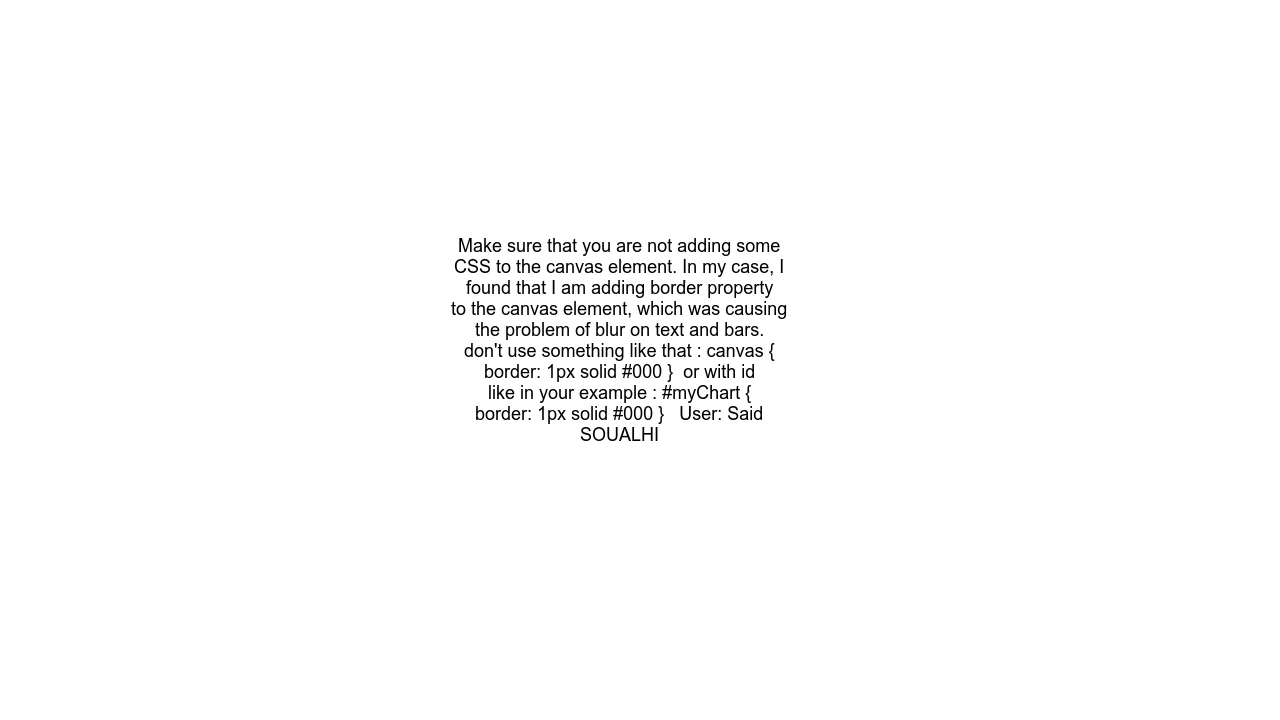 Make sure that you are not adding some
CSS to the canvas element. In my case, I
found that I am adding border property
to the canvas element, which was causing
the problem of blur on text and bars.
don't use something like that : canvas {
border: 1px solid #000 }  or with id
like in your example : #myChart {
border: 1px solid #000 }   User: Said
SOUALHI